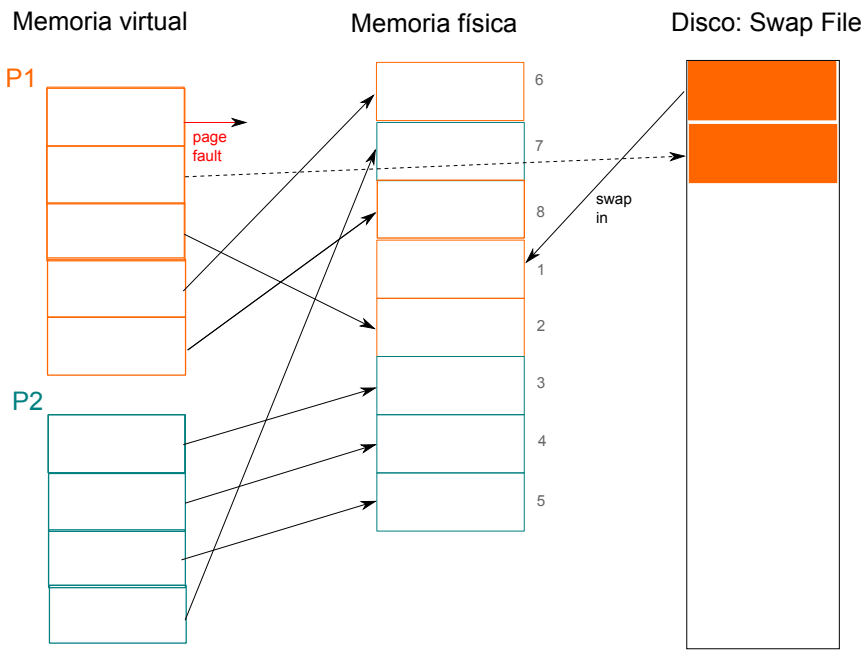 Memoria virtual
Memoria física
Disco: Swap File
P1
page
fault
6
7
8
1
2
3
4
5
swap
in
P2